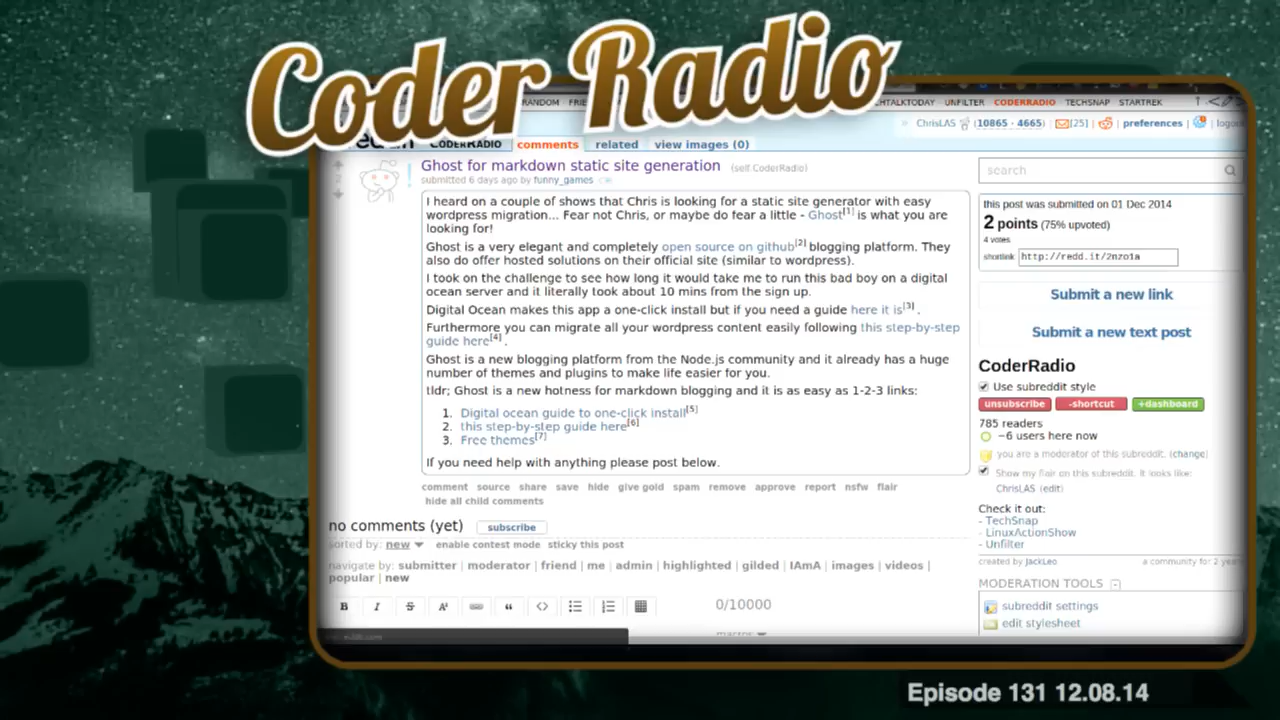 Coder Radio
RANDOM - FRIE
HTALKTODAY - UNFILTER - CODERRADIO - TECHSNAP - STARTREK
» ChrisLAS (10865 · 4665) | [25] | | | preferences | | logou
CODERRADIO comments related view images (0)
Ghost for markdown static site generation (self.CoderRadio)
submitted 6 days ago by funny_games
I heard on a couple of shows that Chris is looking for a static site generator with easy
wordpress migration... Fear not Chris, or maybe do fear a little - Ghost[1] is what you are
looking for!
Ghost is a very elegant and completely open source on github[2] blogging platform. They
also do offer hosted solutions on their official site (similar to wordpress).
I took on the challenge to see how long it would take me to run this bad boy on a digital
ocean server and it literally took about 10 mins from the sign up.
Digital Ocean makes this app a one-click install but if you need a guide here it is[3] .
Furthermore you can migrate all your wordpress content easily following this step-by-step
guide here[4] .
Ghost is a new blogging platform from the Node.js community and it already has a huge
number of themes and plugins to make life easier for you.
tldr; Ghost is a new hotness for markdown blogging and it is as easy as 1-2-3 links:
1. Digital ocean guide to one-click install[5]
2. this step-by-step guide here[6]
3. Free themes[7]
If you need help with anything please post below.
comment source share save hide give gold spam remove approve report nsfw flair
hide all child comments
no comments (yet) subscribe
sorted by: new enable contest mode sticky this post
navigate by: submitter | moderator | friend | me | admin | highlighted | gilded | IAmA | images | videos |
popular | new
B I S A
0/10000
macros
search
this post was submitted on 01 Dec 2014
2 points (75% upvoted)
4 votes
shortlink: http://redd.it/2nzo1a
Submit a new link
Submit a new text post
CoderRadio
Use subreddit style
unsubscribe -shortcut +dashboard
785 readers
~6 users here now
you are a moderator of this subreddit. (change)
Show my flair on this subreddit. It looks like:
ChrisLAS (edit)
Check it out:
- TechSnap
- LinuxActionShow
- Unfilter
created by JackLeo a community for 2 years
MODERATION TOOLS
subreddit settings
edit stylesheet
Episode 131 12.08.14